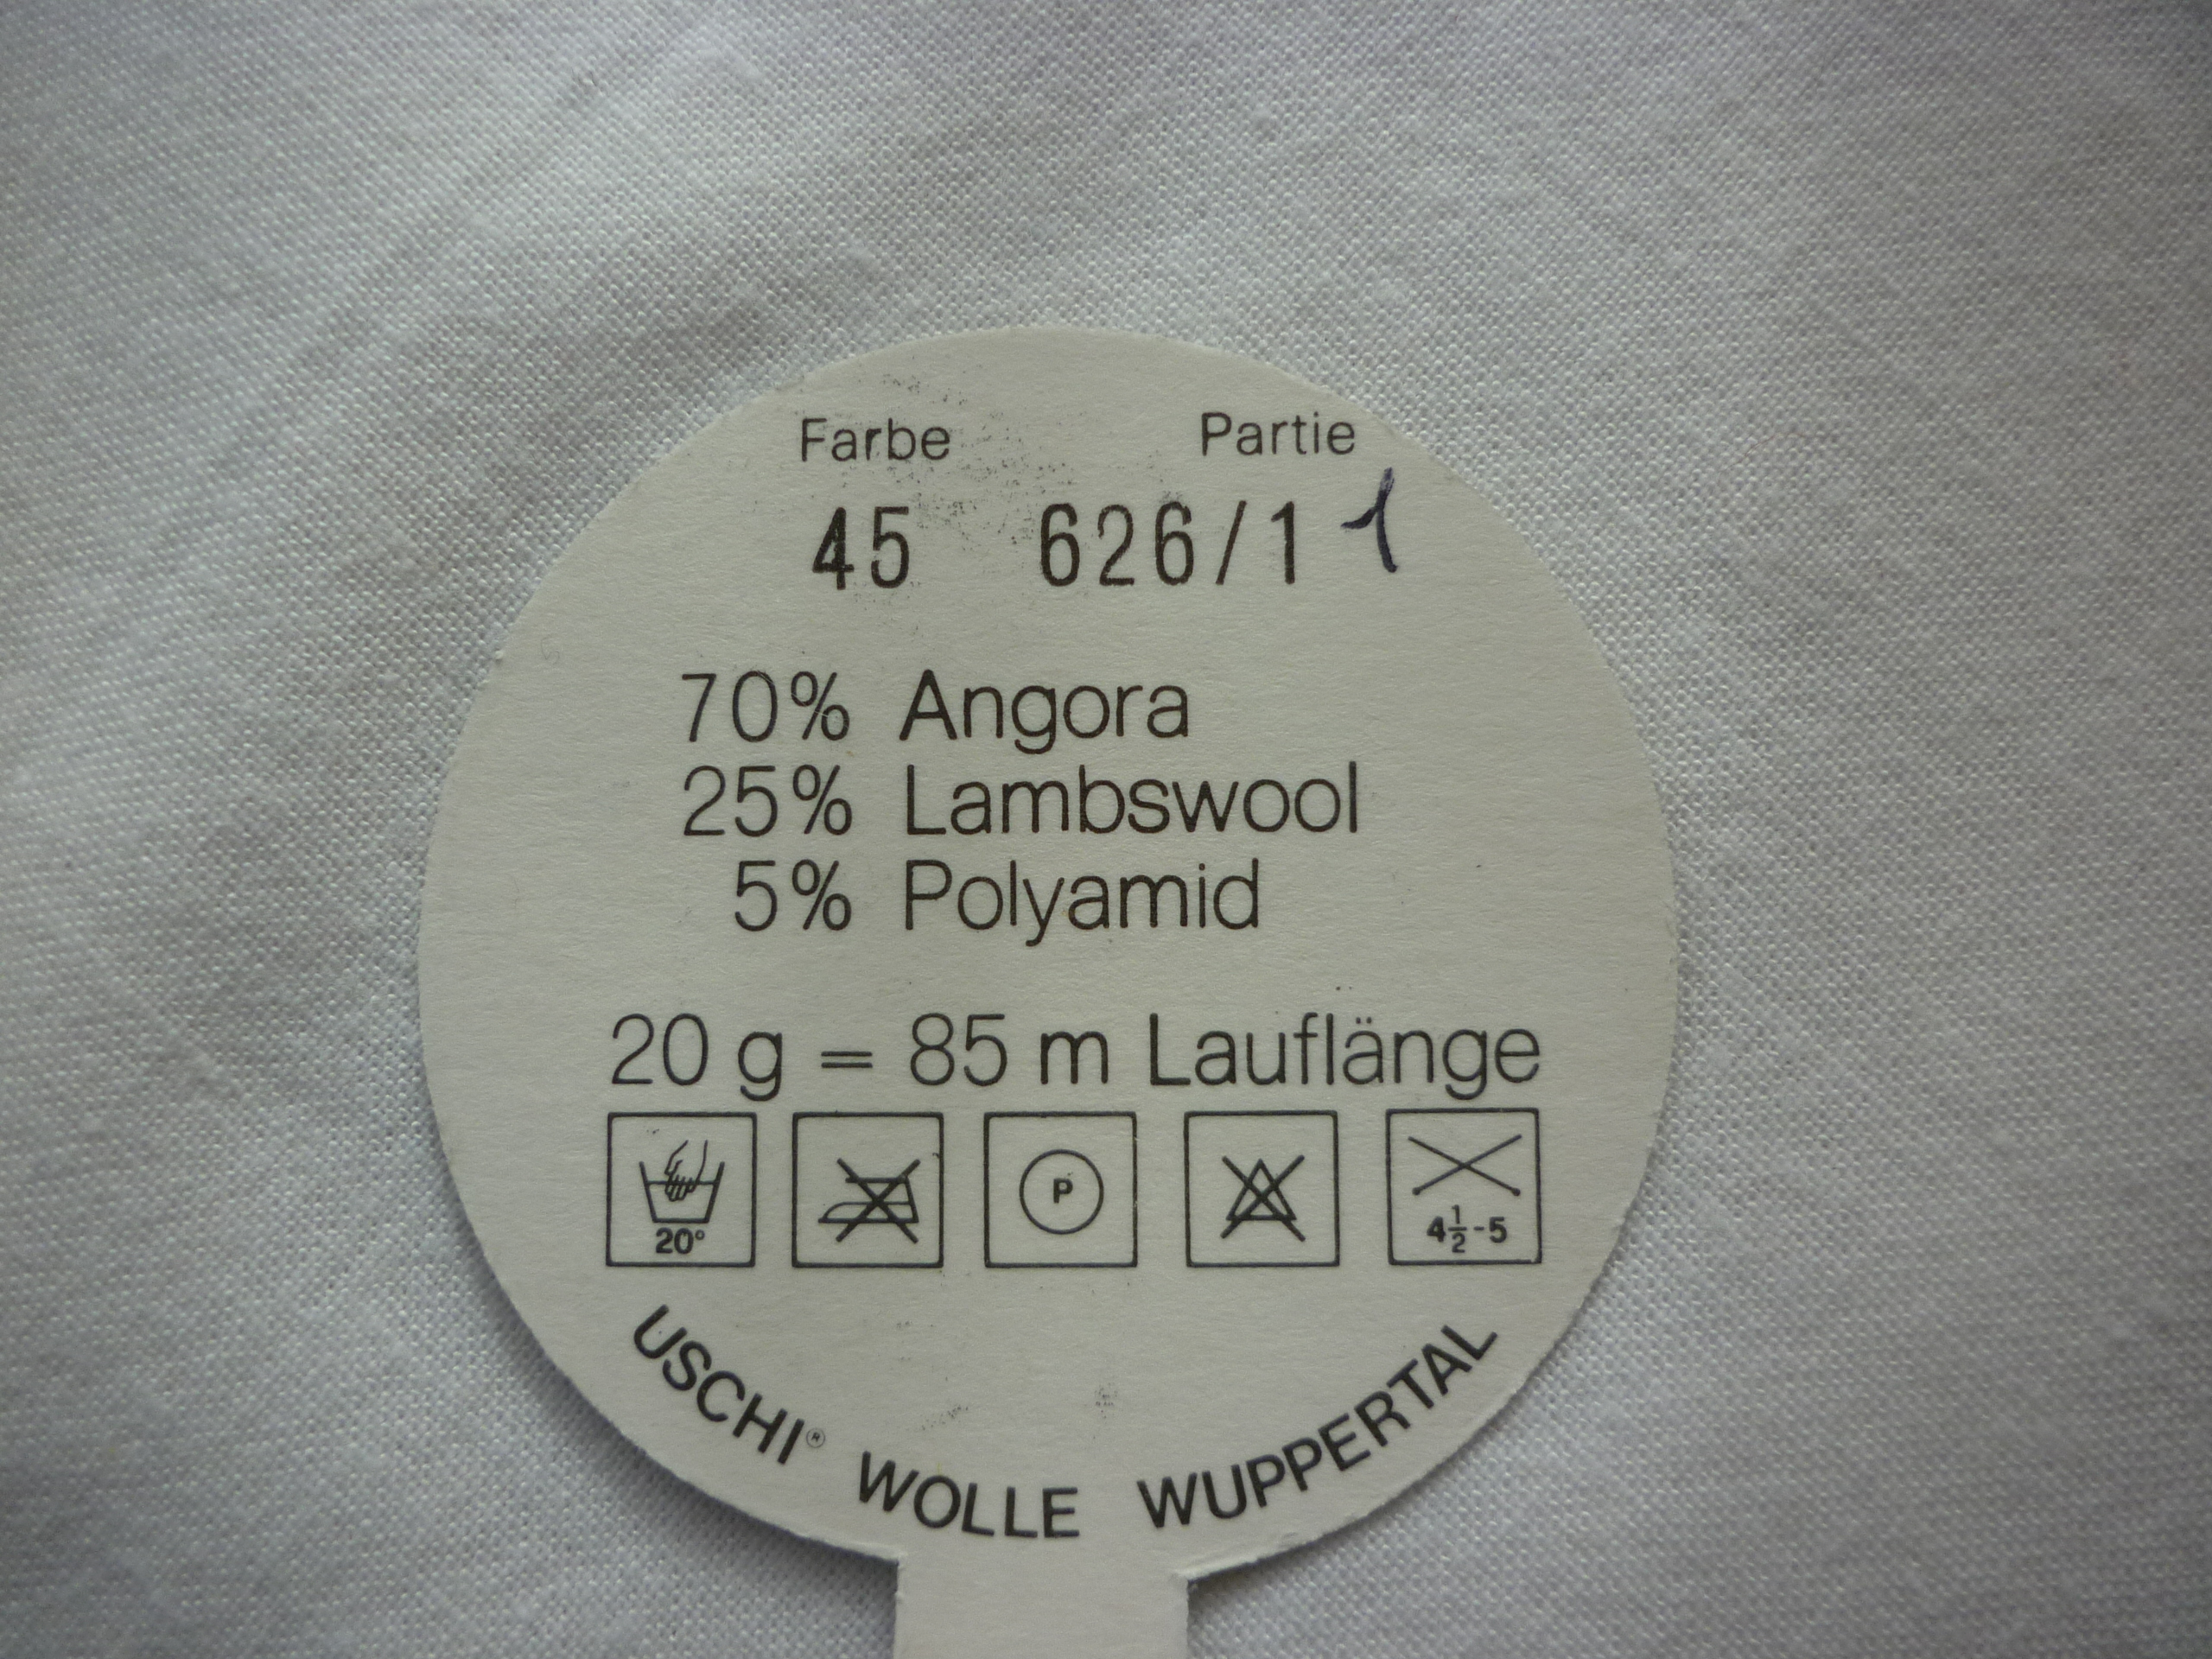 Farbe Partie
45 626/1 1
70% Angora
25% Lambswool
5% Polyamid
20 g = 85 m Lauflänge
20° P 4½-5
USCHI® WOLLE WUPPERTAL